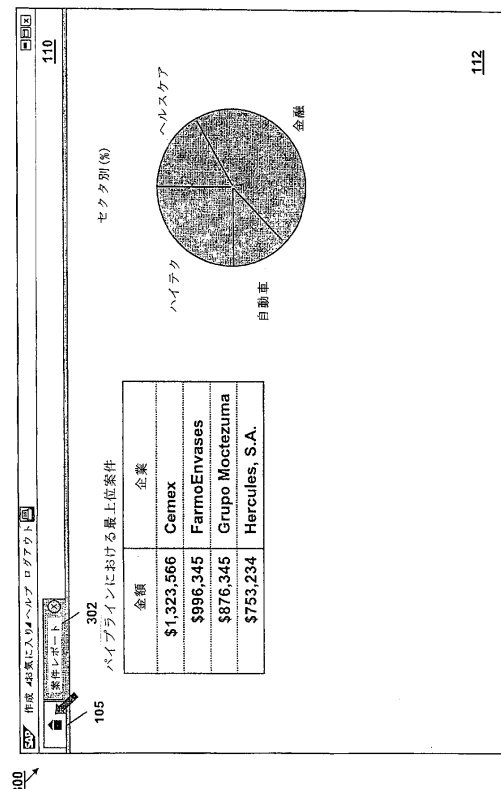 SAP 作成 お気に入り ヘルプ ログアウト
110
案件レポート
105
302
パイプラインにおける最上位案件
金額 企業
$1,323,566 Cemex
$996,345 FarmoEnvases
$876,345 Grupo Moctezuma
$753,234 Hercules, S.A.
セクタ別(%)
ハイテク
ヘルスケア
自動車
金融
112